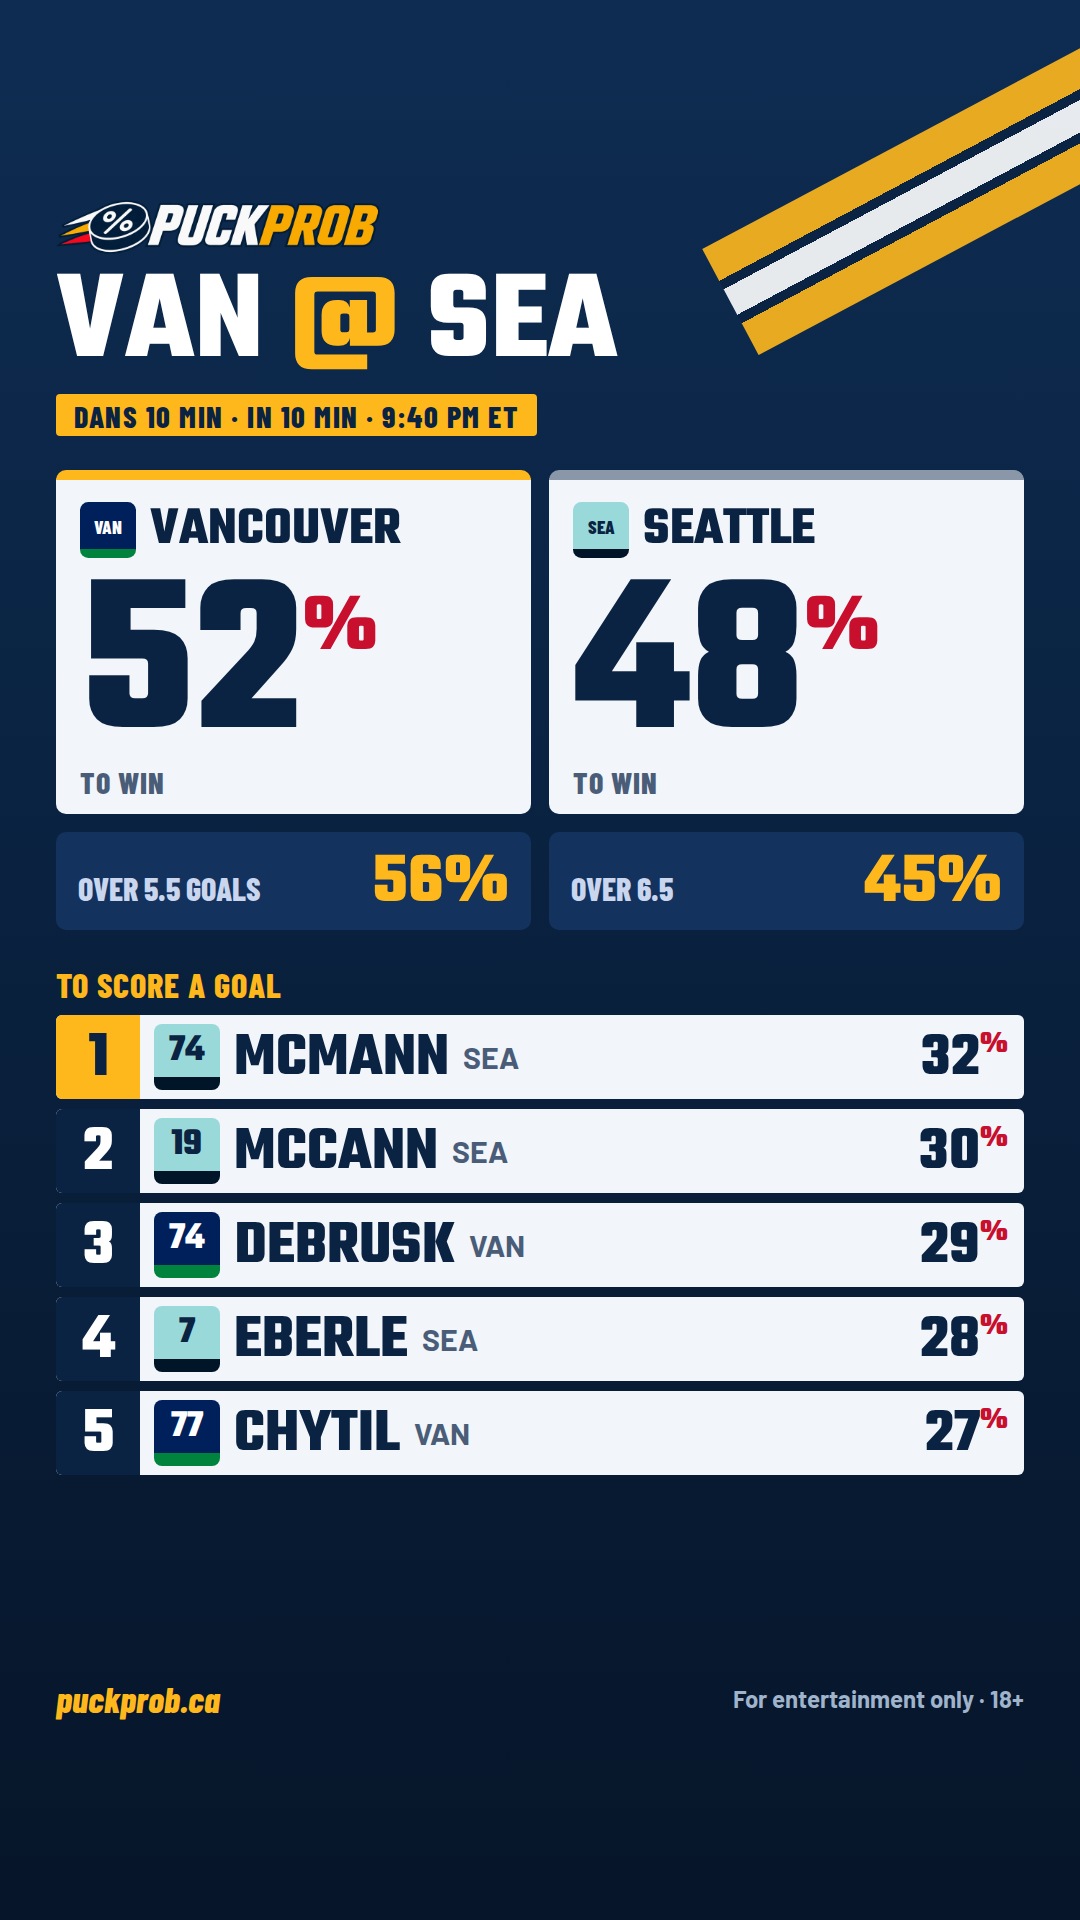 % PUCKPROB
VAN @ SEA
DANS 10 MIN · IN 10 MIN · 9:40 PM ET
VAN VANCOUVER
52%
TO WIN
SEA SEATTLE
48%
TO WIN
OVER 5.5 GOALS 56%
OVER 6.5 45%
TO SCORE A GOAL
1 74 MCMANN SEA 32%
2 19 MCCANN SEA 30%
3 74 DEBRUSK VAN 29%
4 7 EBERLE SEA 28%
5 77 CHYTIL VAN 27%
puckprob.ca
For entertainment only · 18+